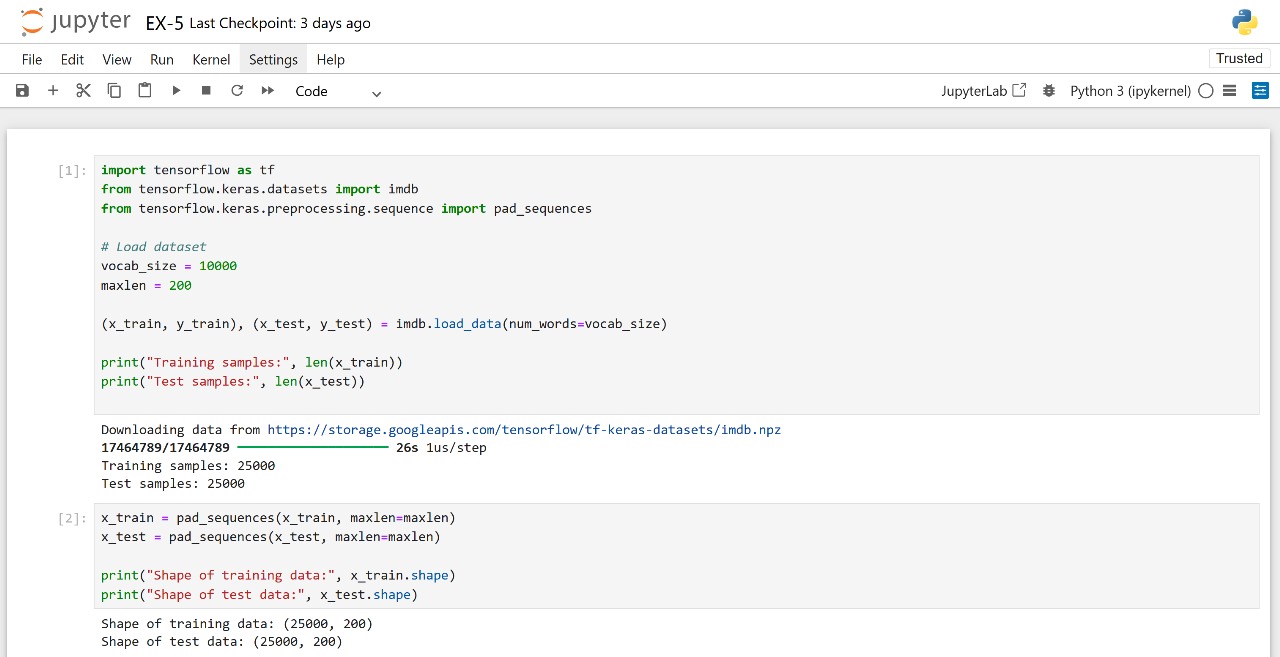 jupyter EX-5 Last Checkpoint: 3 days ago
File Edit View Run Kernel Settings Help
Trusted
Code
JupyterLab Python 3 (ipykernel)
[1]:
import tensorflow as tf
from tensorflow.keras.datasets import imdb
from tensorflow.keras.preprocessing.sequence import pad_sequences
# Load dataset
vocab_size = 10000
maxlen = 200
(x_train, y_train), (x_test, y_test) = imdb.load_data(num_words=vocab_size)
print("Training samples:", len(x_train))
print("Test samples:", len(x_test))
Downloading data from https://storage.googleapis.com/tensorflow/tf-keras-datasets/imdb.npz
17464789/17464789 26s 1us/step
Training samples: 25000
Test samples: 25000
[2]:
x_train = pad_sequences(x_train, maxlen=maxlen)
x_test = pad_sequences(x_test, maxlen=maxlen)
print("Shape of training data:", x_train.shape)
print("Shape of test data:", x_test.shape)
Shape of training data: (25000, 200)
Shape of test data: (25000, 200)